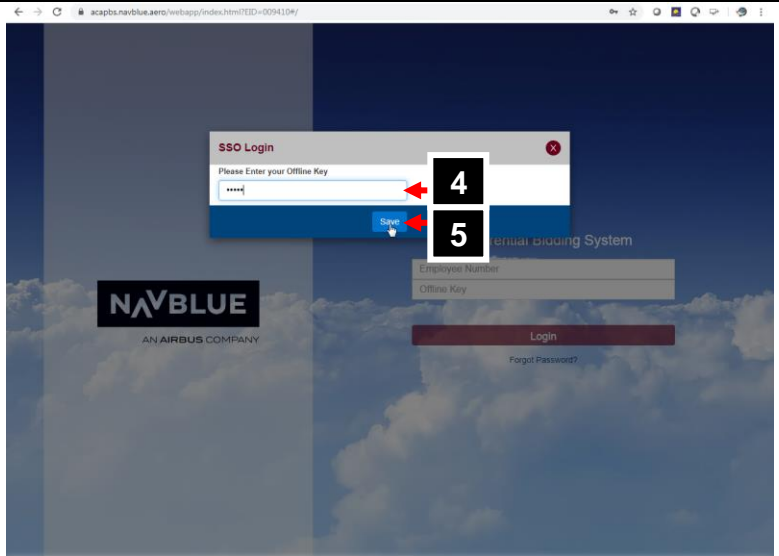 acapbs.navblue.aero/webapp/index.html?EID=009410#/
SSO Login
Please Enter your Offline Key
•••••
4
Save
5
rential Bidding System
Employee Number
Offline Key
NAVBLUE
AN AIRBUS COMPANY
Login
Forgot Password?